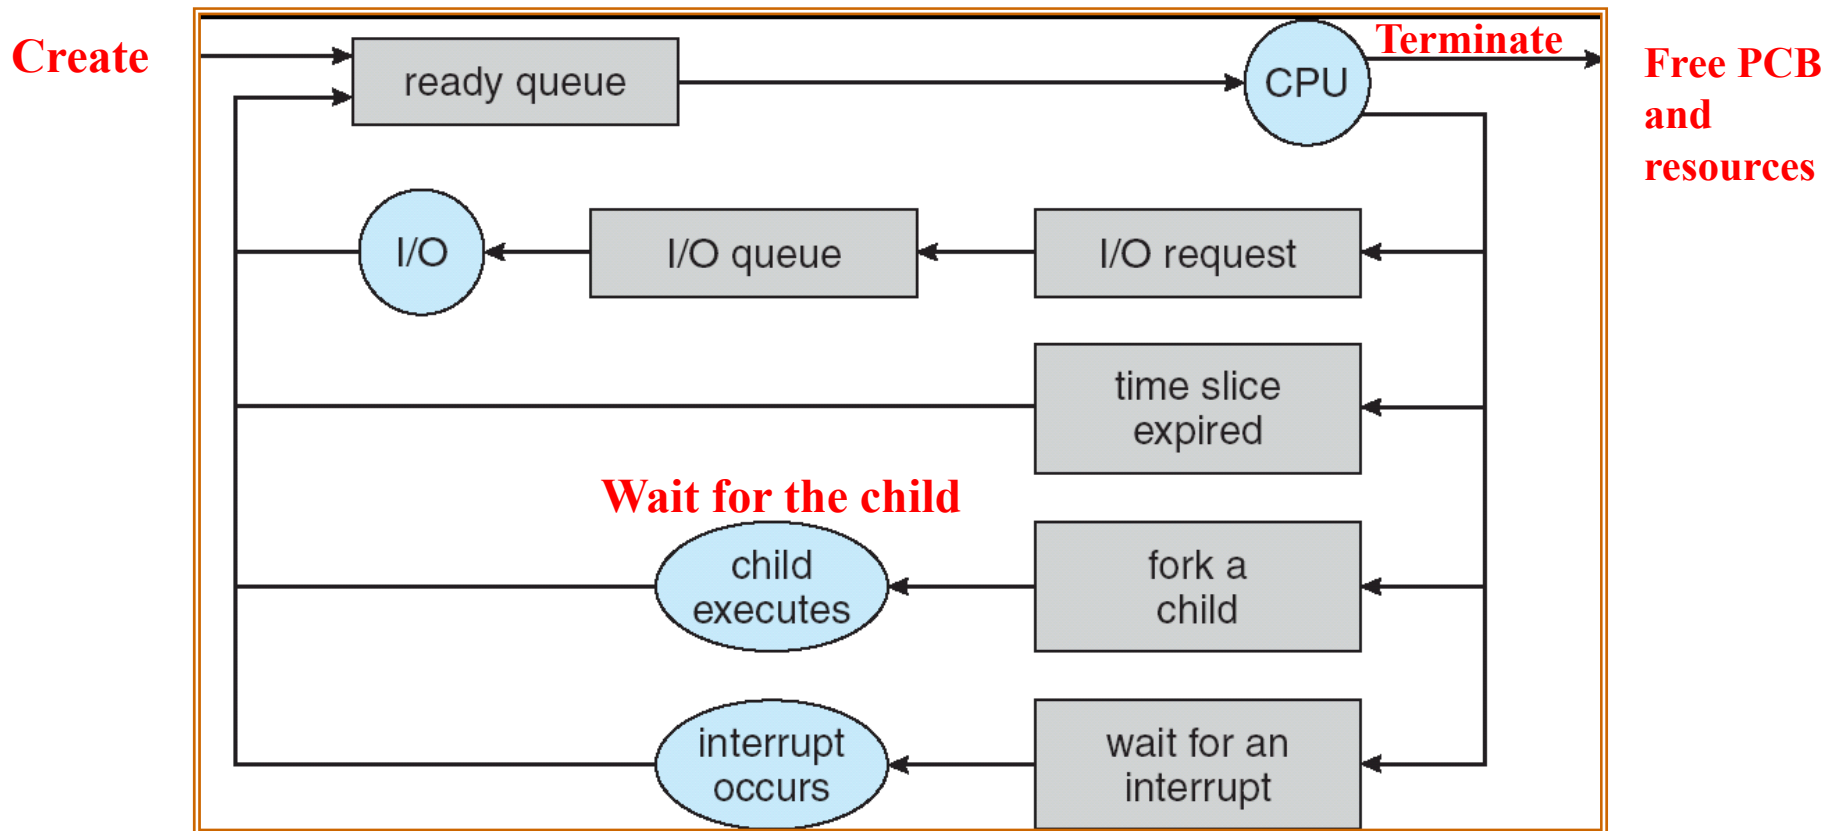 Create
ready queue
CPU
Terminate
Free PCB
and
resources
I/O
I/O queue
I/O request
time slice
expired
Wait for the child
child
executes
fork a
child
interrupt
occurs
wait for an
interrupt